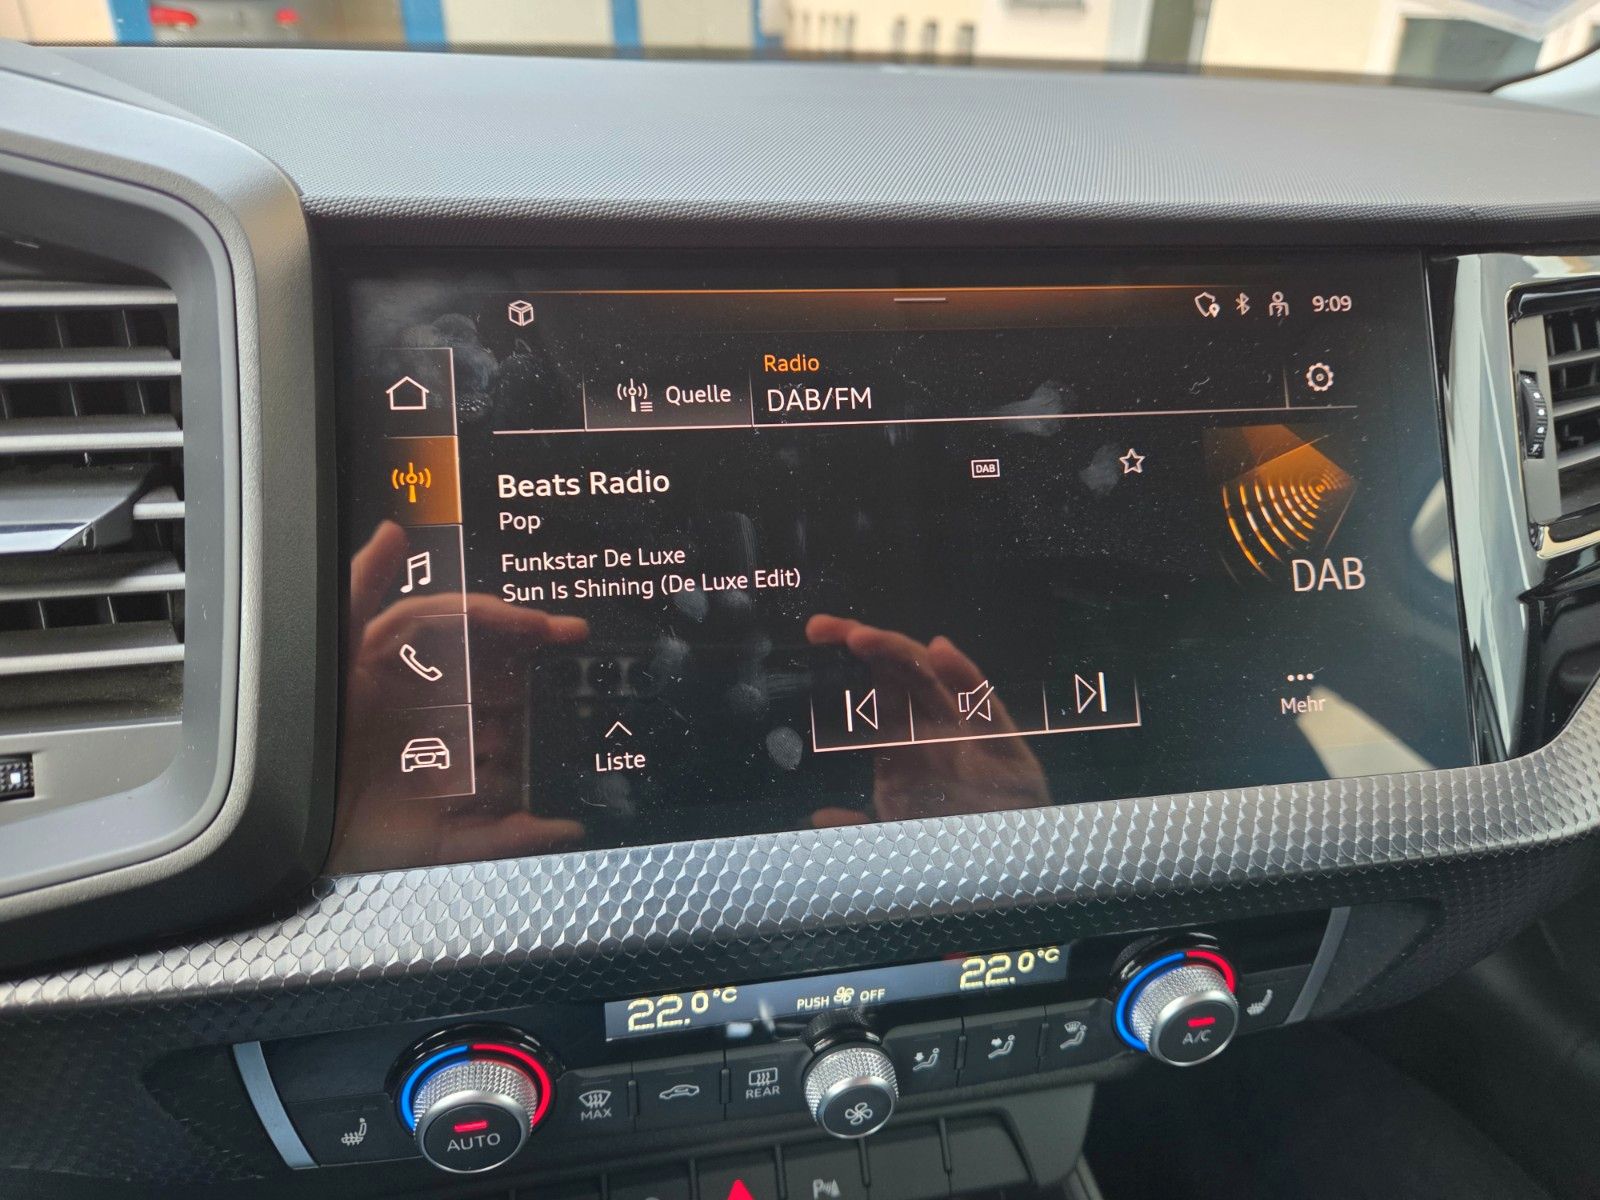 9:09
Radio
Quelle
DAB/FM
Beats Radio
DAB
Pop
Funkstar De Luxe
Sun Is Shining (De Luxe Edit)
DAB
Mehr
Liste
22.0°C
PUSH OFF
22.0°C
A/C
MAX
REAR
AUTO